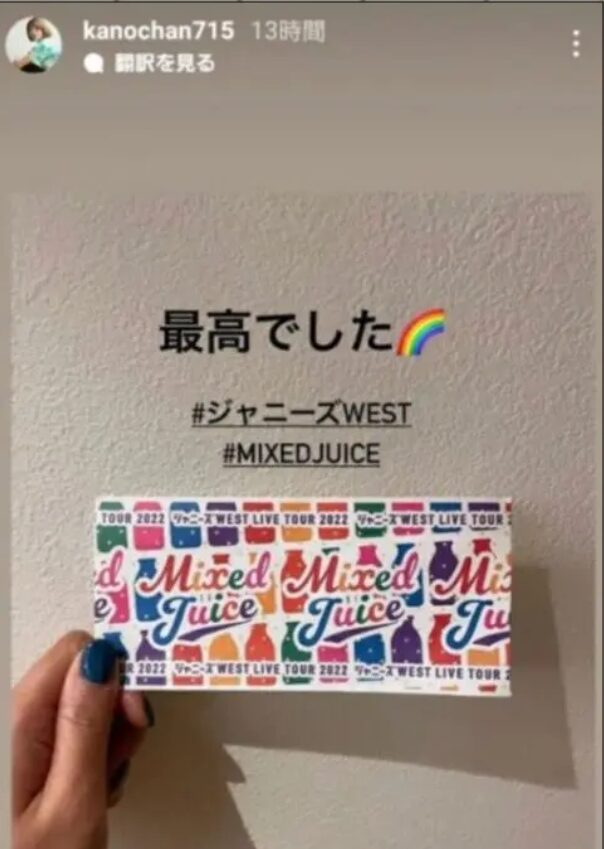 kanochan715 13時間
翻訳を見る
最高でした🌈
#ジャニーズWEST
#MIXEDJUICE
TOUR 2022 ジャニーズWEST LIVE TOUR 2022 ジャニーズWEST LIVE TOUR 2
d Mixed Mixed Mix
e Juice Juice Ju
R 2022 ジャニーズWEST LIVE TOUR 2022 ジャニーズWEST LIVE TOUR 2